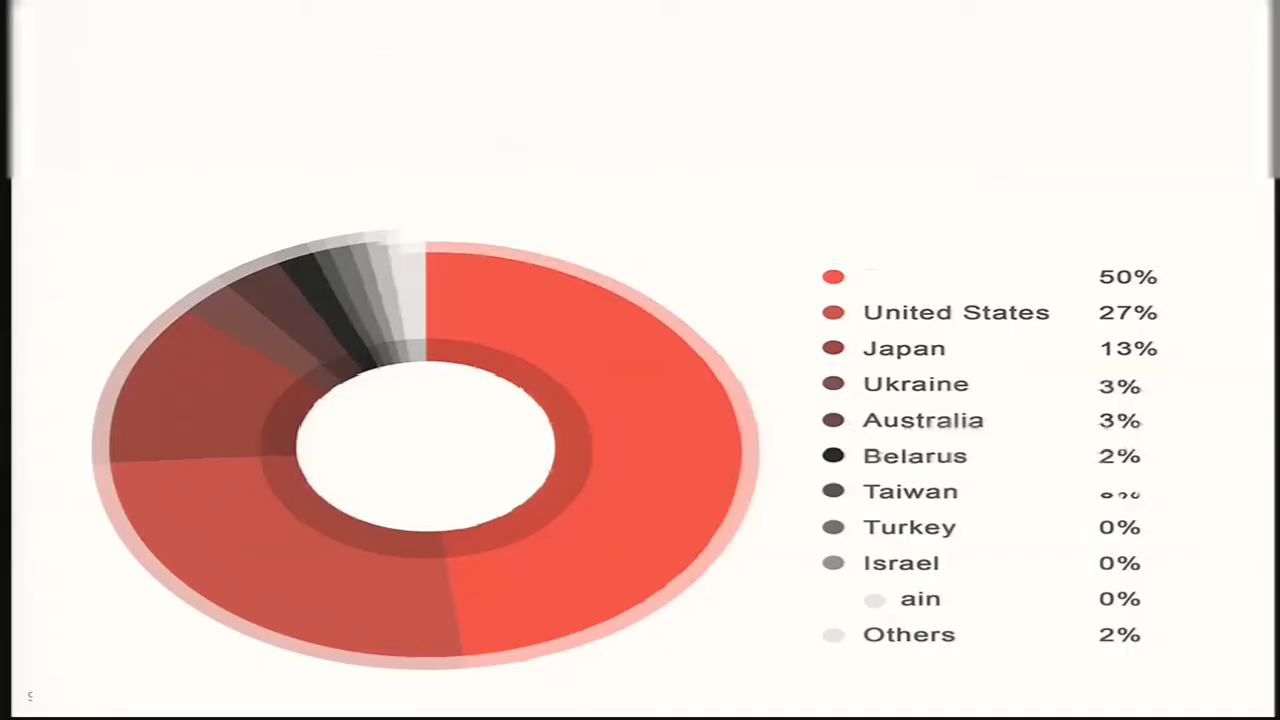 50%
United States 27%
Japan 13%
Ukraine 3%
Australia 3%
Belarus 2%
Taiwan
Turkey 0%
Israel 0%
ain 0%
Others 2%